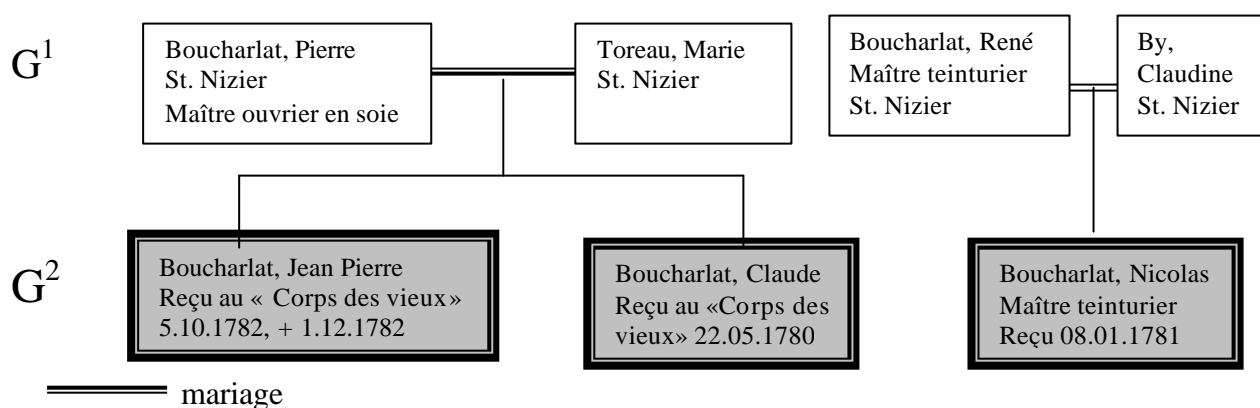 G¹
Boucharlat, Pierre
St. Nizier
Maître ouvrier en soie
Toreau, Marie
St. Nizier
Boucharlat, René
Maître teinturier
St. Nizier
By,
Claudine
St. Nizier
G²
Boucharlat, Jean Pierre
Reçu au « Corps des vieux»
5.10.1782, + 1.12.1782
Boucharlat, Claude
Reçu au «Corps des
vieux» 22.05.1780
Boucharlat, Nicolas
Maître teinturier
Reçu 08.01.1781
mariage